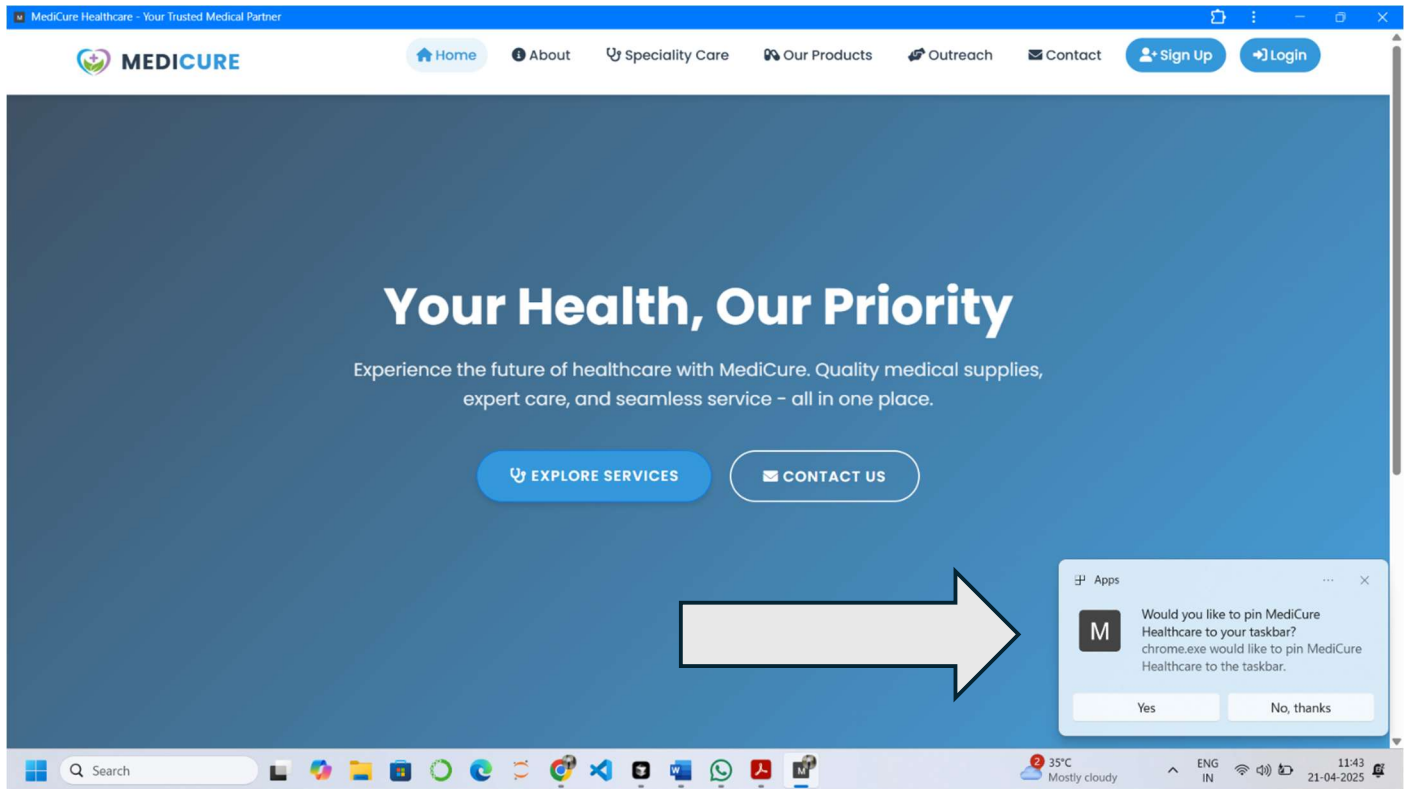 MediCure Healthcare - Your Trusted Medical Partner
MEDICURE
Home
About
Speciality Care
Our Products
Outreach
Contact
Sign Up
Login
Your Health, Our Priority
Experience the future of healthcare with MediCure. Quality medical supplies,
expert care, and seamless service - all in one place.
EXPLORE SERVICES
CONTACT US
Apps
M
Would you like to pin MediCure
Healthcare to your taskbar?
chrome.exe would like to pin MediCure
Healthcare to the taskbar.
Yes
No, thanks
Search
2
35°C
Mostly cloudy
ENG
IN
11:43
21-04-2025